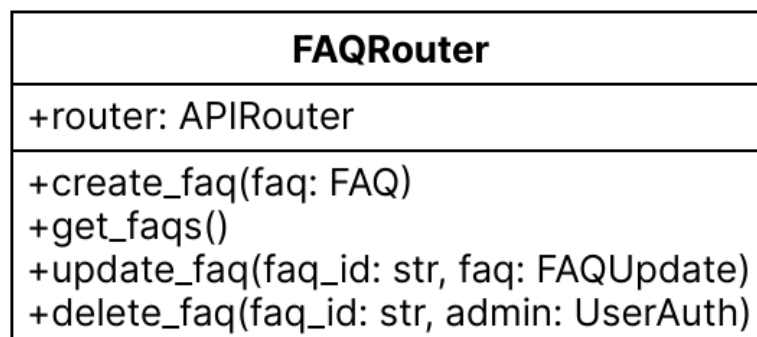 FAQRouter
+router: APIRouter
+create_faq(faq: FAQ)
+get_faqs()
+update_faq(faq_id: str, faq: FAQUpdate)
+delete_faq(faq_id: str, admin: UserAuth)